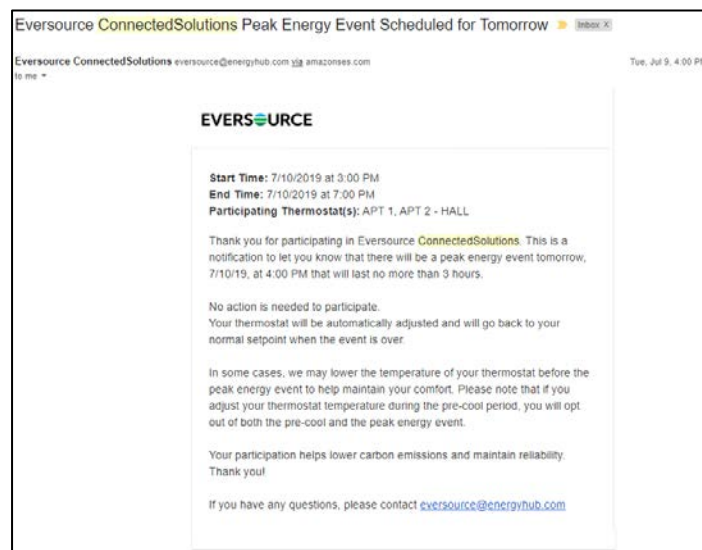 Eversource ConnectedSolutions Peak Energy Event Scheduled for Tomorrow Inbox X
Eversource ConnectedSolutions eversource@energyhub.com via amazonses.com Tue, Jul 9, 4:00 PM
to me
EVERSOURCE
Start Time: 7/10/2019 at 3:00 PM
End Time: 7/10/2019 at 7:00 PM
Participating Thermostat(s): APT 1, APT 2 - HALL
Thank you for participating in Eversource ConnectedSolutions. This is a
notification to let you know that there will be a peak energy event tomorrow,
7/10/19, at 4:00 PM that will last no more than 3 hours.
No action is needed to participate.
Your thermostat will be automatically adjusted and will go back to your
normal setpoint when the event is over.
In some cases, we may lower the temperature of your thermostat before the
peak energy event to help maintain your comfort. Please note that if you
adjust your thermostat temperature during the pre-cool period, you will opt
out of both the pre-cool and the peak energy event.
Your participation helps lower carbon emissions and maintain reliability.
Thank you!
If you have any questions, please contact eversource@energyhub.com